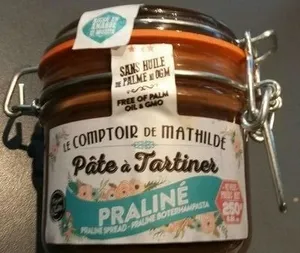 SANS HUILE
DE PALME NI OGM
FREE OF PALM
OIL & GMO
LE COMPTOIR DE MATHILDE
Pâte à Tartiner
PRALINÉ
PRALINE SPREAD - PRALINE BOTERHAMPASTA
250g